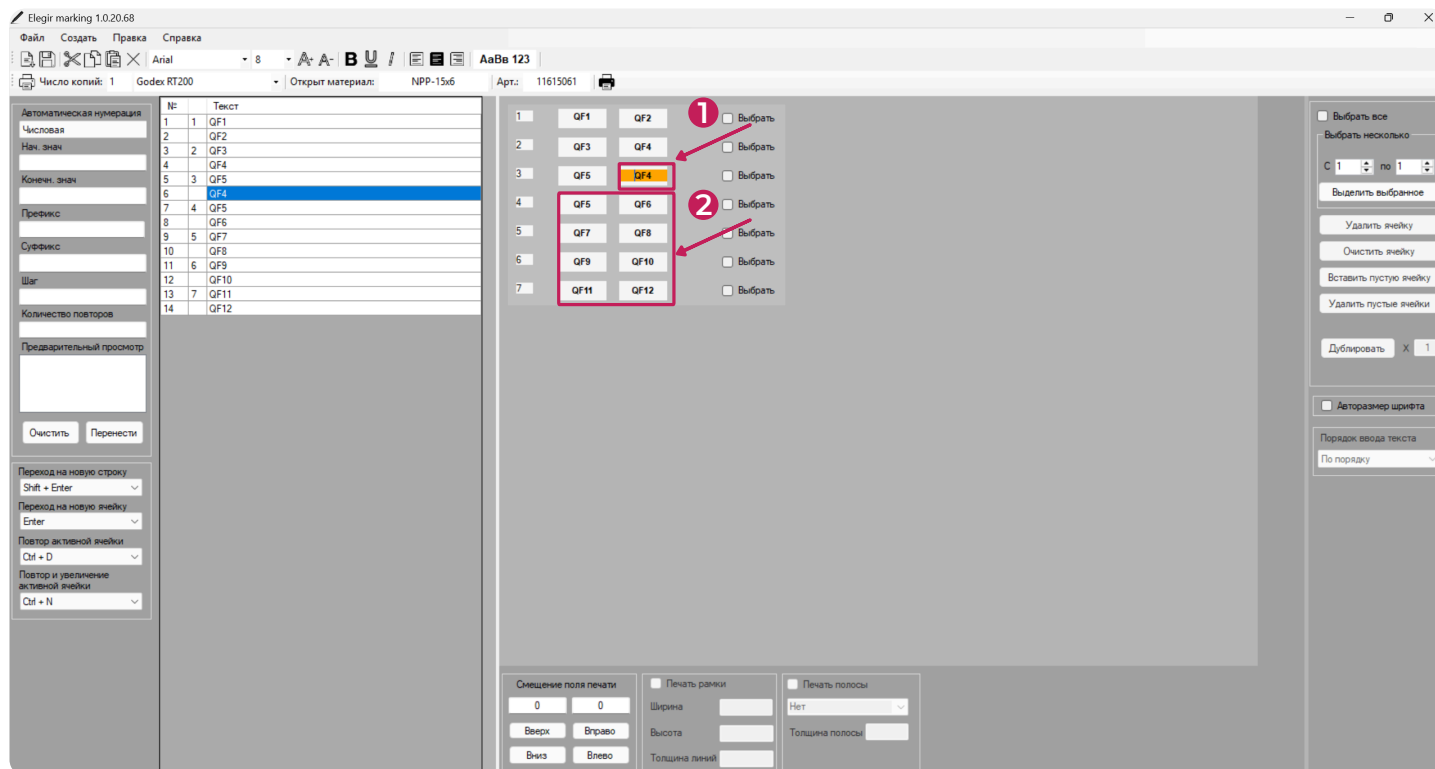 Elegir marking 1.0.20.68
Файл Создать Правка Справка
Arial 8 A+ A- B U I АаВв 123
Число копий: 1 Godex RT200 Открыт материал: NPP-15x6 Арт.: 11615061
Автоматическая нумерация
Числовая
Нач. знач
Конечн. знач
Префикс
Суффикс
Шаг
Количество повторов
Предварительный просмотр
Очистить Перенести
Переход на новую строку
Shift + Enter
Переход на новую ячейку
Enter
Повтор активной ячейки
Ctrl + D
Повтор и увеличение
активной ячейки
Ctrl + N
№ Текст
1 1 QF1
2 QF2
3 2 QF3
4 QF4
5 3 QF5
6 QF4
7 4 QF5
8 QF6
9 5 QF7
10 QF8
11 6 QF9
12 QF10
13 7 QF11
14 QF12
1 QF1 QF2 Выбрать
2 QF3 QF4 Выбрать
3 QF5 QF4 Выбрать
4 QF5 QF6 Выбрать
5 QF7 QF8 Выбрать
6 QF9 QF10 Выбрать
7 QF11 QF12 Выбрать
1
2
Смещение поля печати
0 0
Вверх Вправо
Вниз Влево
Печать рамки
Ширина
Высота
Толщина линий
Печать полосы
Нет
Толщина полосы
Выбрать все
Выбрать несколько
С 1 по 1
Выделить выбранное
Удалить ячейку
Очистить ячейку
Вставить пустую ячейку
Удалить пустые ячейки
Дублировать X 1
Авторазмер шрифта
Порядок ввода текста
По порядку